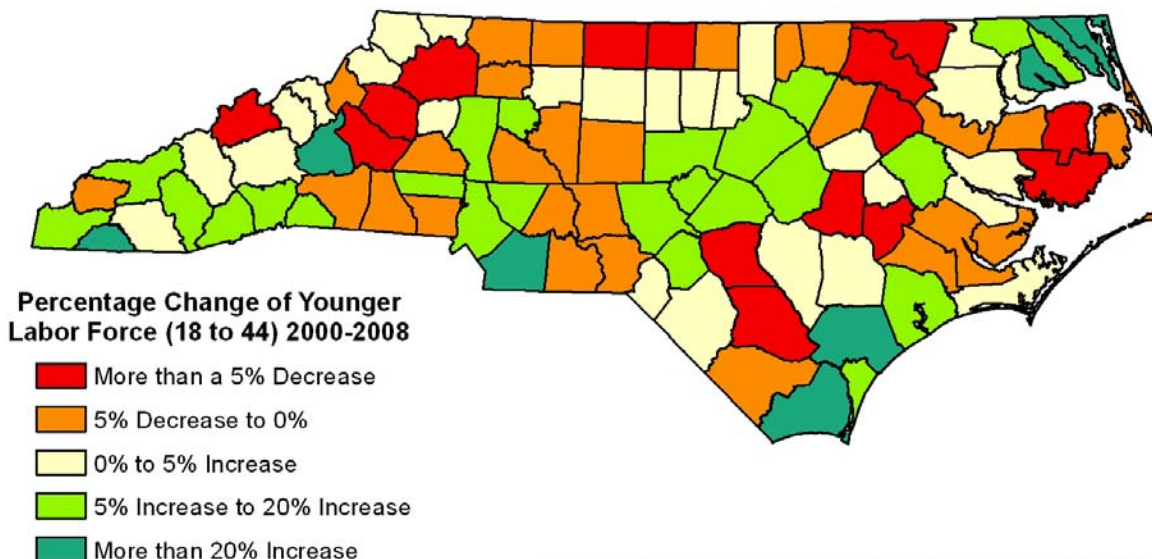 Percentage Change of Younger
Labor Force (18 to 44) 2000-2008
More than a 5% Decrease
5% Decrease to 0%
0% to 5% Increase
5% Increase to 20% Increase
More than 20% Increase